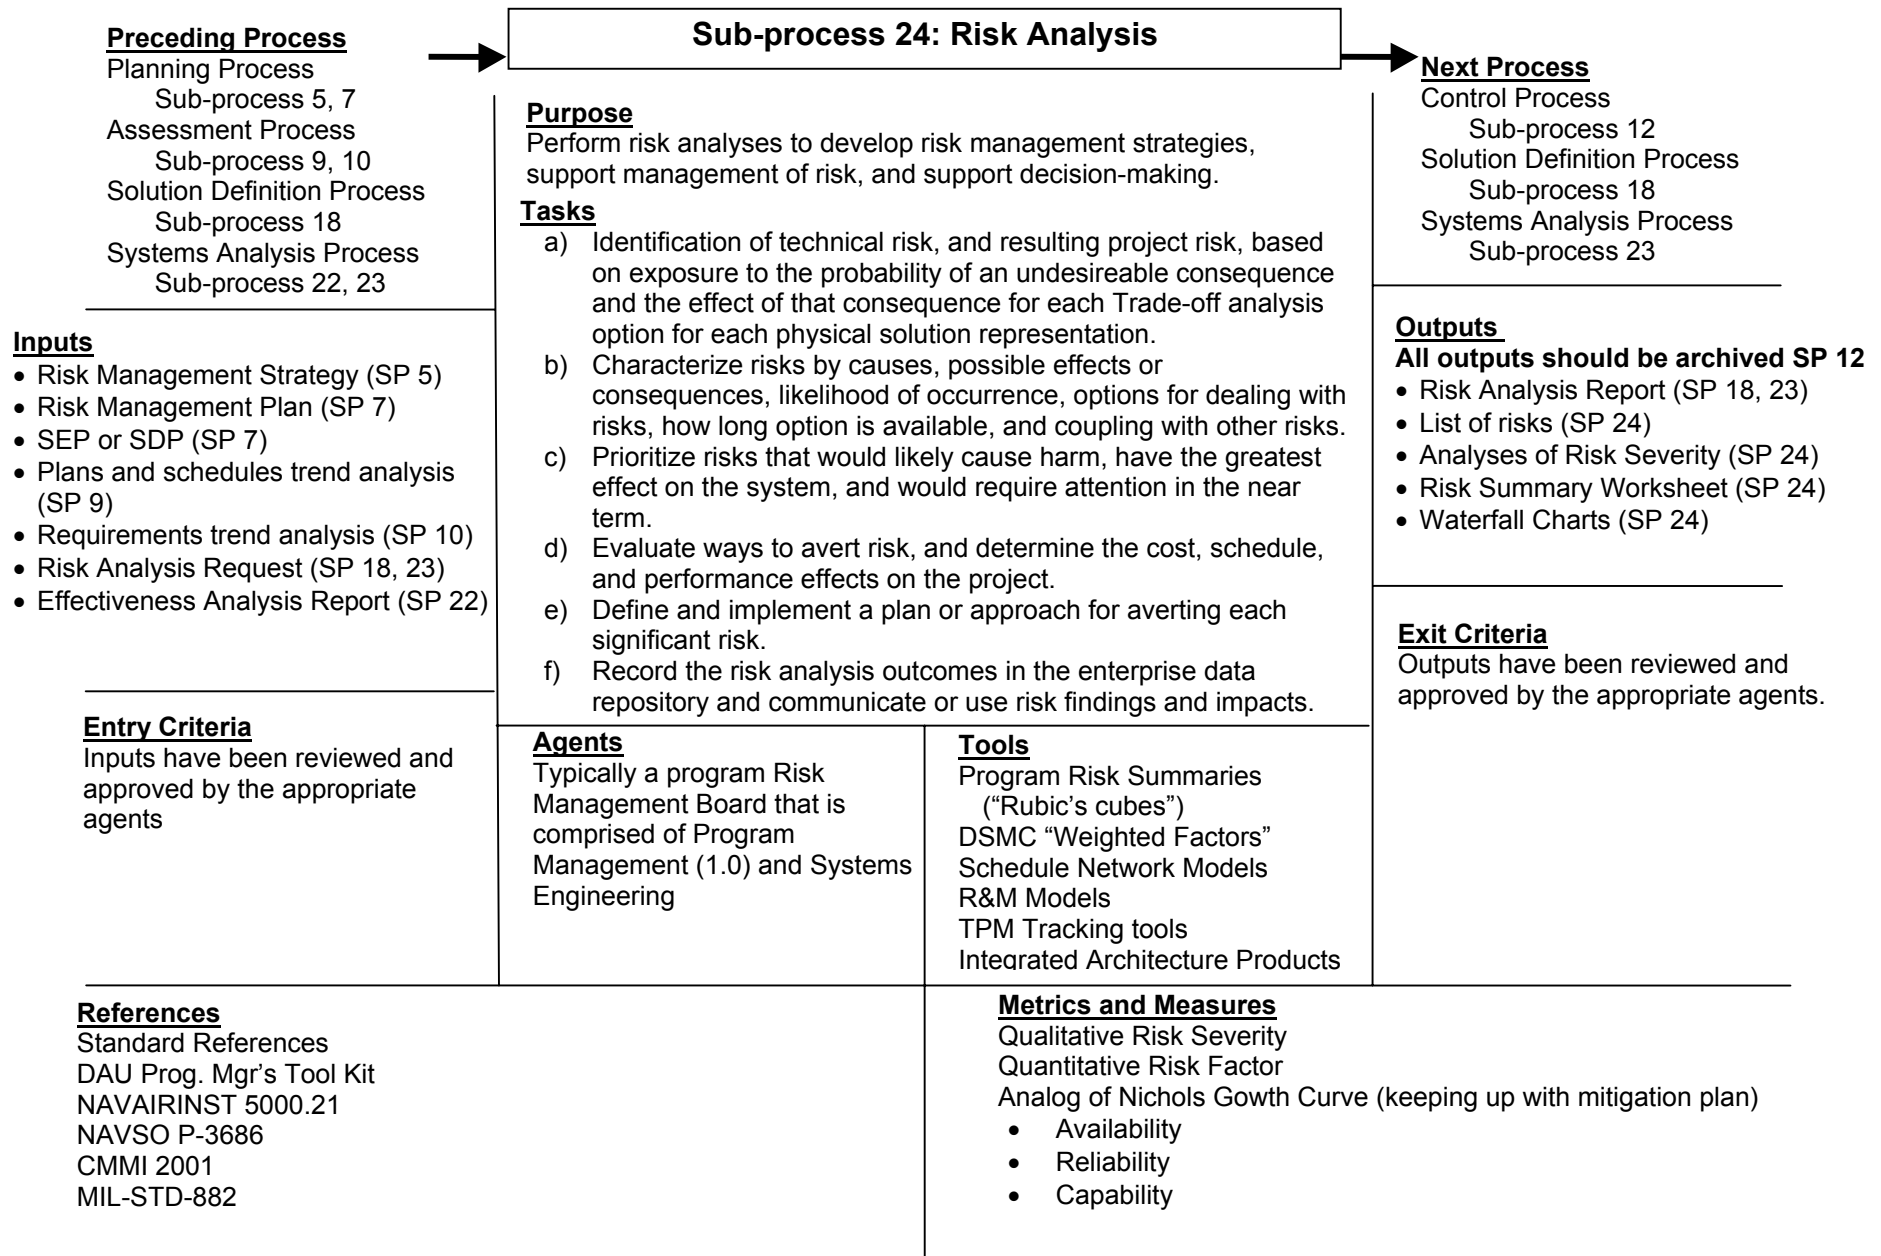 Preceding Process
Planning Process
Sub-process 5, 7
Assessment Process
Sub-process 9, 10
Solution Definition Process
Sub-process 18
Systems Analysis Process
Sub-process 22, 23
Sub-process 24: Risk Analysis
Next Process
Control Process
Sub-process 12
Solution Definition Process
Sub-process 18
Systems Analysis Process
Sub-process 23
Purpose
Perform risk analyses to develop risk management strategies,
support management of risk, and support decision-making.
Tasks
a) Identification of technical risk, and resulting project risk, based
on exposure to the probability of an undesireable consequence
and the effect of that consequence for each Trade-off analysis
option for each physical solution representation.
b) Characterize risks by causes, possible effects or
consequences, likelihood of occurrence, options for dealing with
risks, how long option is available, and coupling with other risks.
c) Prioritize risks that would likely cause harm, have the greatest
effect on the system, and would require attention in the near
term.
d) Evaluate ways to avert risk, and determine the cost, schedule,
and performance effects on the project.
e) Define and implement a plan or approach for averting each
significant risk.
f) Record the risk analysis outcomes in the enterprise data
repository and communicate or use risk findings and impacts.
Inputs
• Risk Management Strategy (SP 5)
• Risk Management Plan (SP 7)
• SEP or SDP (SP 7)
• Plans and schedules trend analysis
(SP 9)
• Requirements trend analysis (SP 10)
• Risk Analysis Request (SP 18, 23)
• Effectiveness Analysis Report (SP 22)
Outputs
All outputs should be archived SP 12
• Risk Analysis Report (SP 18, 23)
• List of risks (SP 24)
• Analyses of Risk Severity (SP 24)
• Risk Summary Worksheet (SP 24)
• Waterfall Charts (SP 24)
Entry Criteria
Inputs have been reviewed and
approved by the appropriate
agents
Exit Criteria
Outputs have been reviewed and
approved by the appropriate agents.
Agents
Typically a program Risk
Management Board that is
comprised of Program
Management (1.0) and Systems
Engineering
Tools
Program Risk Summaries
(“Rubic’s cubes”)
DSMC “Weighted Factors”
Schedule Network Models
R&M Models
TPM Tracking tools
Integrated Architecture Products
References
Standard References
DAU Prog. Mgr’s Tool Kit
NAVAIRINST 5000.21
NAVSO P-3686
CMMI 2001
MIL-STD-882
Metrics and Measures
Qualitative Risk Severity
Quantitative Risk Factor
Analog of Nichols Gowth Curve (keeping up with mitigation plan)
• Availability
• Reliability
• Capability